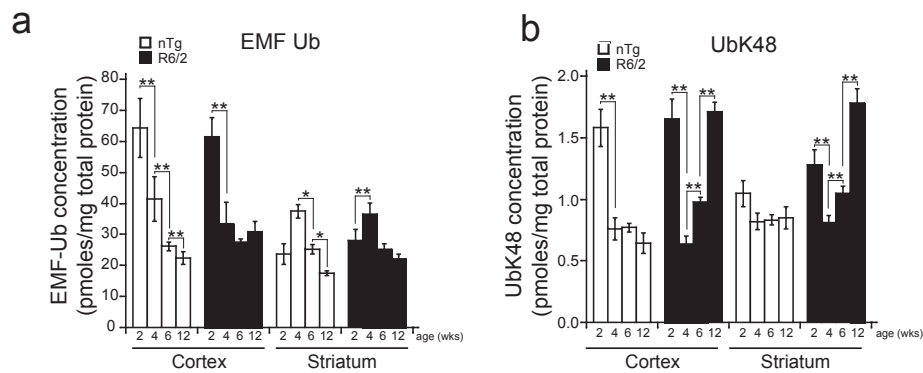 a
EMF Ub
nTg
R6/2
EMF-Ub concentration
(pmoles/mg total protein)
80
70
60
50
40
30
20
10
0
**
**
**
**
*
*
**
2 4 6 12 2 4 6 12 2 4 6 12 2 4 6 12 age (wks)
Cortex Striatum
b
UbK48
nTg
R6/2
UbK48 concentration
(pmoles/mg total protein)
2.0
1.5
1.0
0.5
0.0
**
**
**
**
**
**
**
2 4 6 12 2 4 6 12 2 4 6 12 2 4 6 12 age (wks)
Cortex Striatum